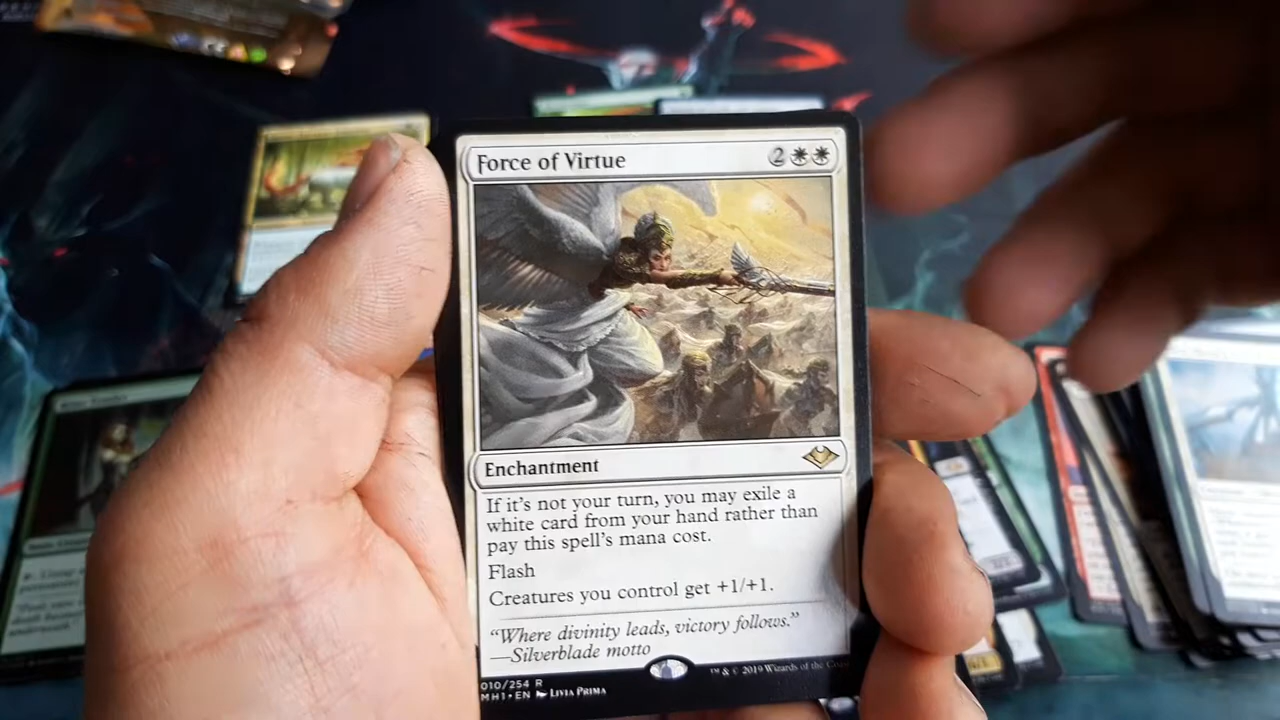 Force of Virtue 2
Enchantment
If it's not your turn, you may exile a
white card from your hand rather than
pay this spell's mana cost.
Flash
Creatures you control get +1/+1.
"Where divinity leads, victory follows."
—Silverblade motto
™ & © 2019 Wizards of the Coas
010/254 R
MH1 • EN LIVIA PRIMA